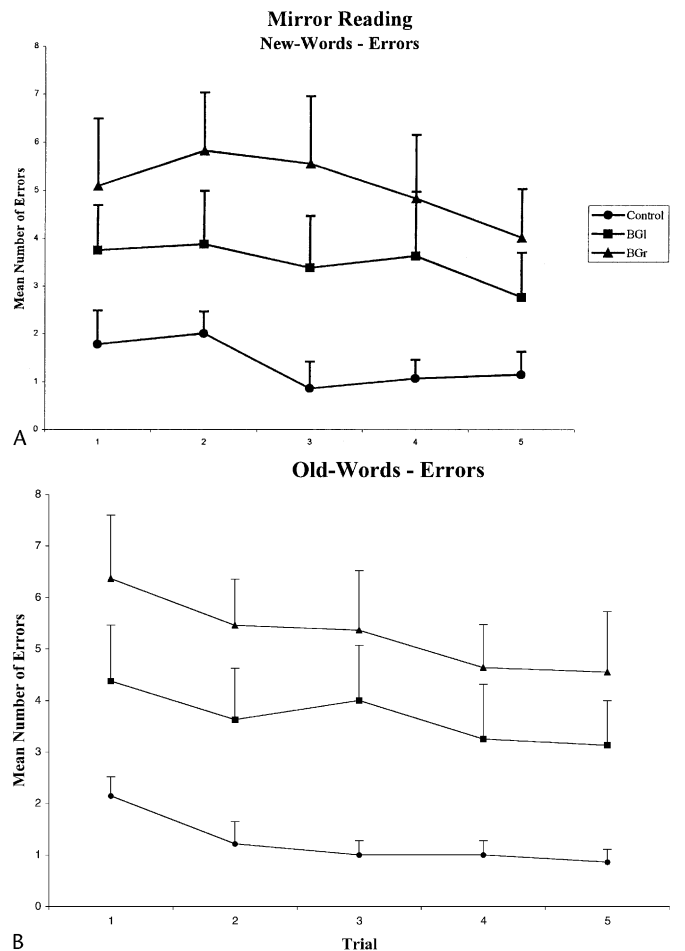 Mirror Reading
New-Words - Errors
8
7
6
5
4
3
2
1
0
Mean Number of Errors
1 2 3 4 5
Control
BGl
BGr
A
Old-Words - Errors
8
7
6
5
4
3
2
1
0
Mean Number of Errors
1 2 3 4 5
Trial
B